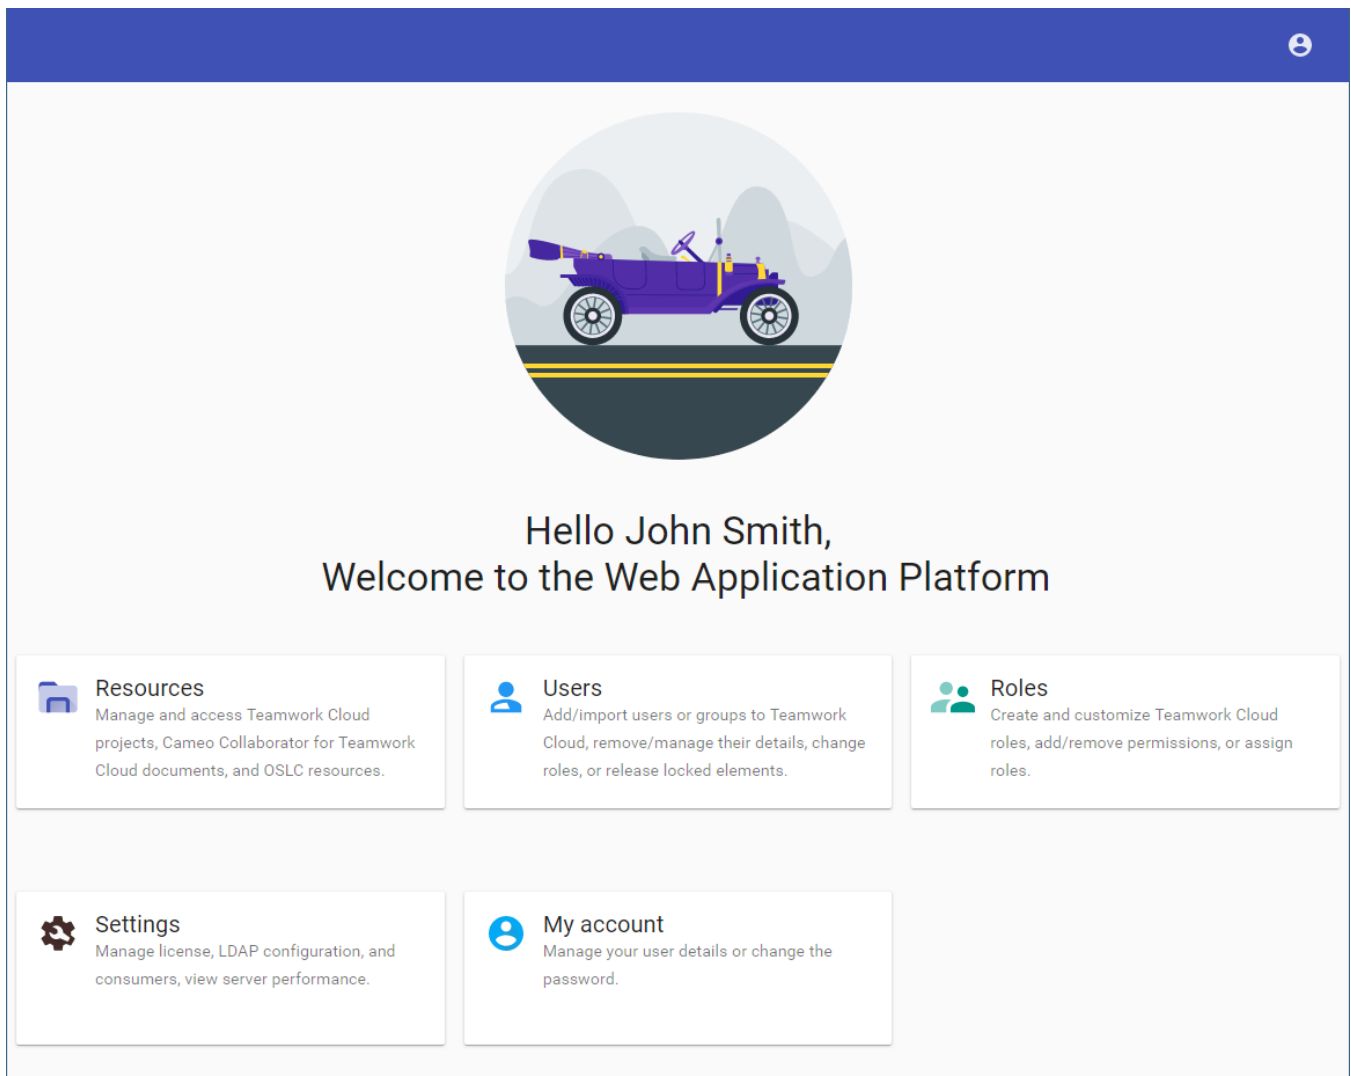 Hello John Smith,
Welcome to the Web Application Platform
Resources
Manage and access Teamwork Cloud
projects, Cameo Collaborator for Teamwork
Cloud documents, and OSLC resources.
Users
Add/import users or groups to Teamwork
Cloud, remove/manage their details, change
roles, or release locked elements.
Roles
Create and customize Teamwork Cloud
roles, add/remove permissions, or assign
roles.
Settings
Manage license, LDAP configuration, and
consumers, view server performance.
My account
Manage your user details or change the
password.